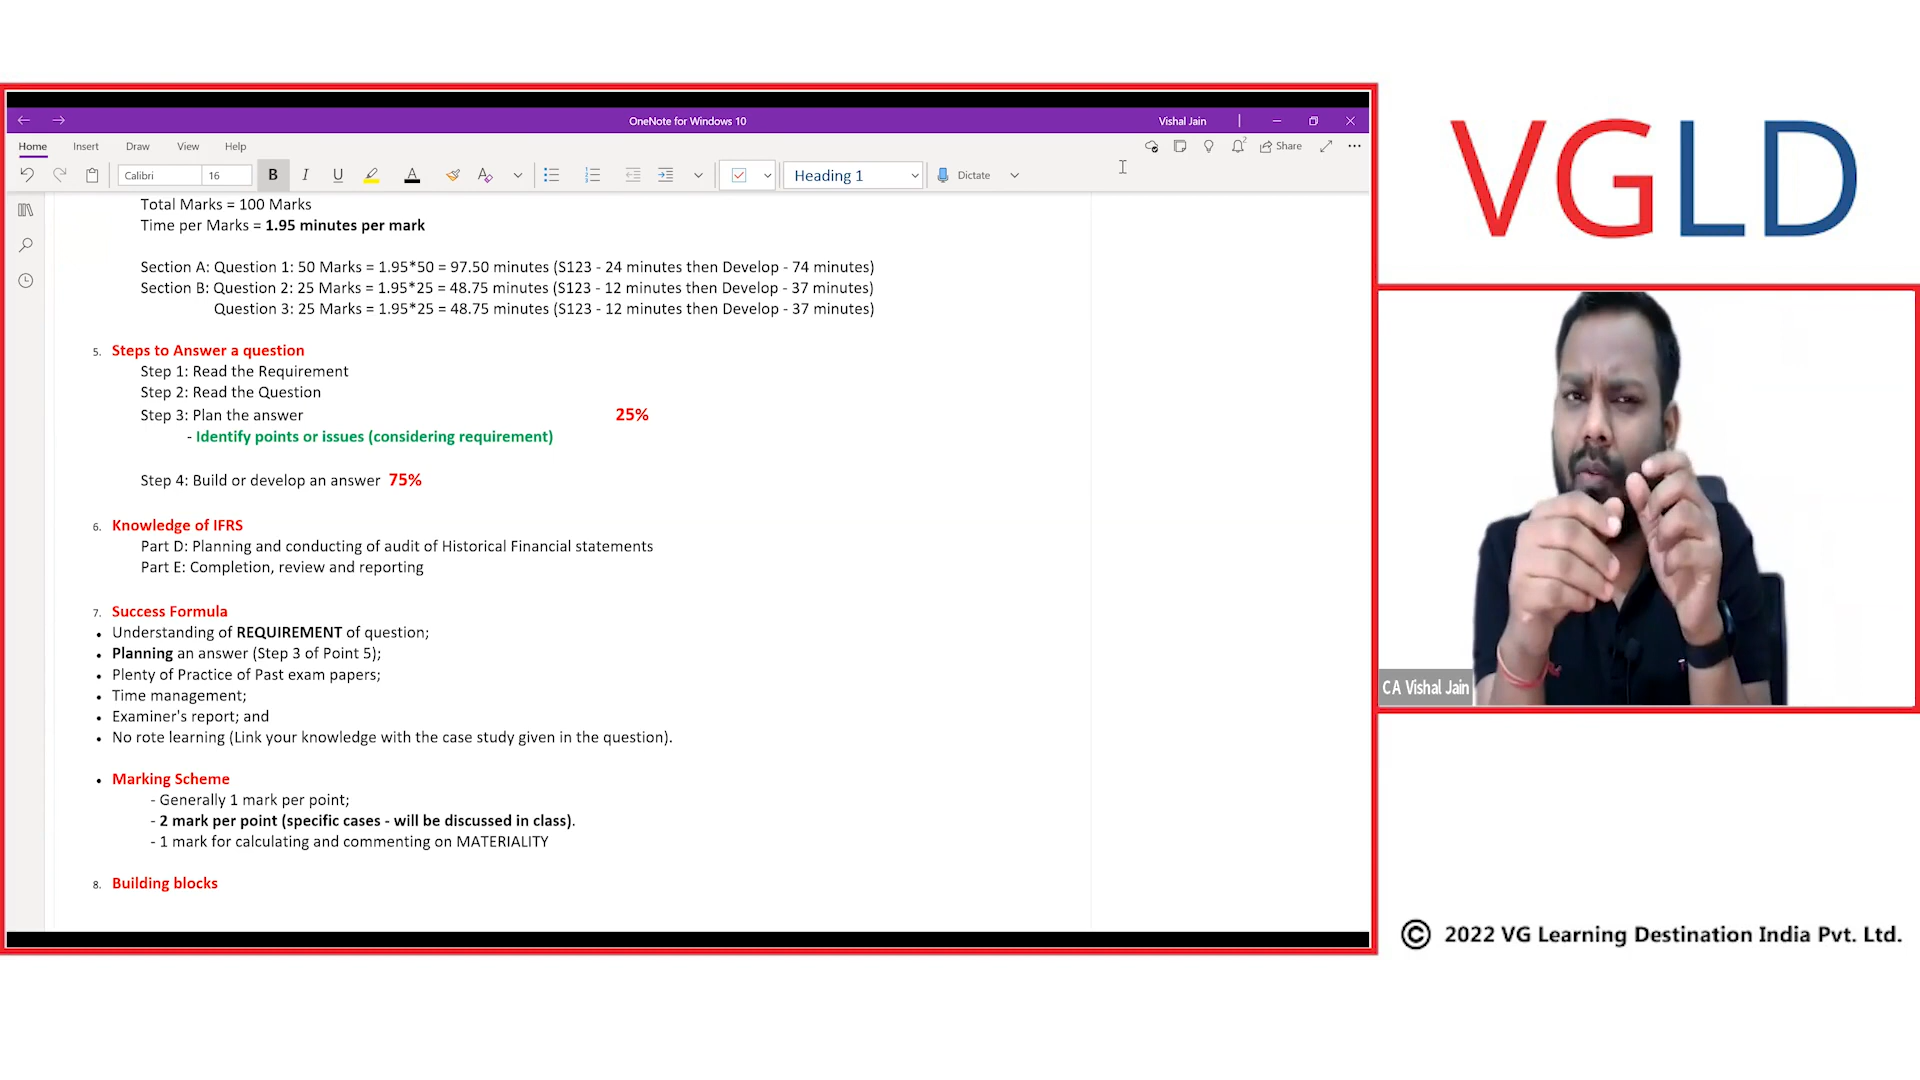 OneNote for Windows 10
Vishal Jain
Home Insert Draw View Help
Share
Calibri 16 B I U A Heading 1 Dictate
Total Marks = 100 Marks
Time per Marks = 1.95 minutes per mark
Section A: Question 1: 50 Marks = 1.95*50 = 97.50 minutes (S123 - 24 minutes then Develop - 74 minutes)
Section B: Question 2: 25 Marks = 1.95*25 = 48.75 minutes (S123 - 12 minutes then Develop - 37 minutes)
Question 3: 25 Marks = 1.95*25 = 48.75 minutes (S123 - 12 minutes then Develop - 37 minutes)
5. Steps to Answer a question
Step 1: Read the Requirement
Step 2: Read the Question
Step 3: Plan the answer 25%
- Identify points or issues (considering requirement)
Step 4: Build or develop an answer 75%
6. Knowledge of IFRS
Part D: Planning and conducting of audit of Historical Financial statements
Part E: Completion, review and reporting
7. Success Formula
• Understanding of REQUIREMENT of question;
• Planning an answer (Step 3 of Point 5);
• Plenty of Practice of Past exam papers;
• Time management;
• Examiner's report; and
• No rote learning (Link your knowledge with the case study given in the question).
• Marking Scheme
- Generally 1 mark per point;
- 2 mark per point (specific cases - will be discussed in class).
- 1 mark for calculating and commenting on MATERIALITY
8. Building blocks
VGLD
CA Vishal Jain
© 2022 VG Learning Destination India Pvt. Ltd.